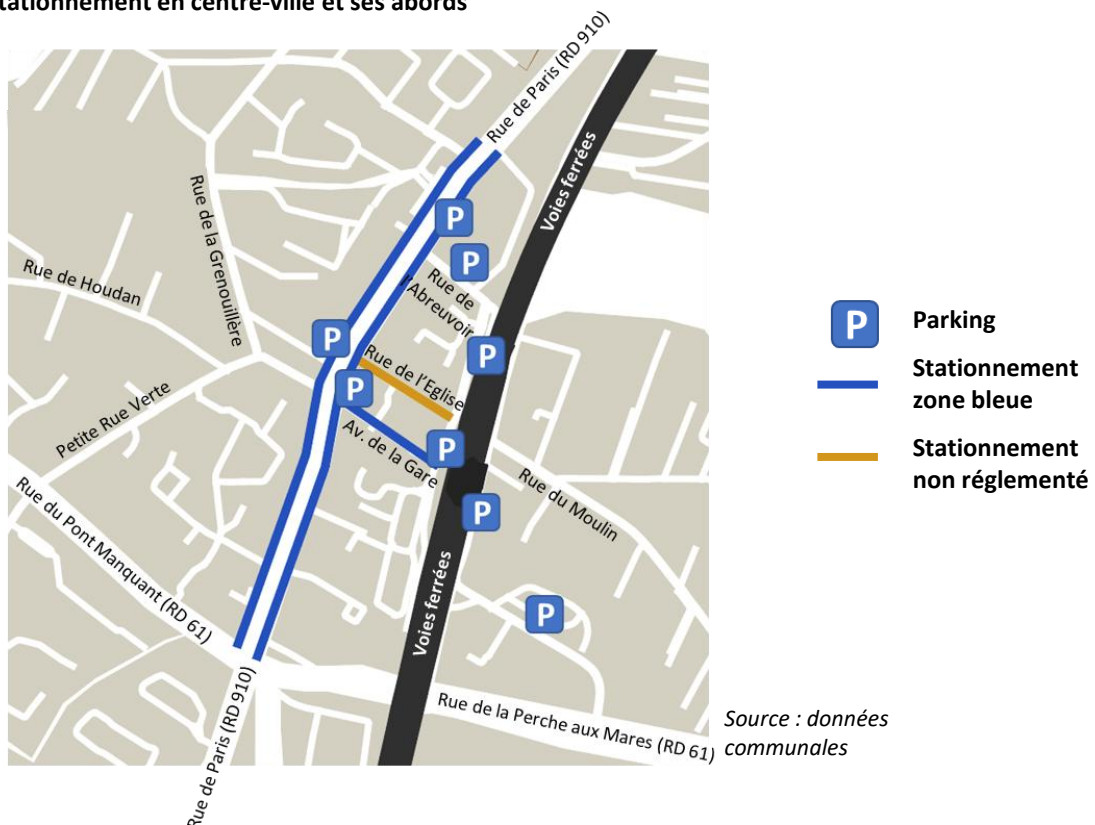 tationnement en centre-ville et ses abords
Rue de Paris (RD 910)
Voies ferrées
Rue de la Grenouillère
P
P
Rue de Houdan
Rue de
l'Abreuvoir
P
P
Rue de l'Eglise
P
Petite Rue Verte
Av. de la Gare
P
Rue du Moulin
P
Rue du Pont Manquant (RD 61)
Voies ferrées
P
Rue de Paris (RD 910)
Rue de la Perche aux Mares (RD 61)
P
Parking
Stationnement
zone bleue
Stationnement
non réglementé
Source : données
communales